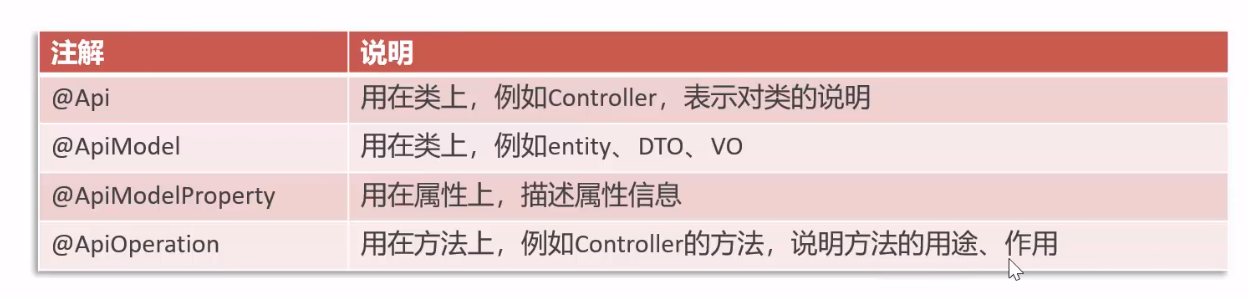 注解 说明
@Api 用在类上，例如Controller，表示对类的说明
@ApiModel 用在类上，例如entity、DTO、VO
@ApiModelProperty 用在属性上，描述属性信息
@ApiOperation 用在方法上，例如Controller的方法，说明方法的用途、作用